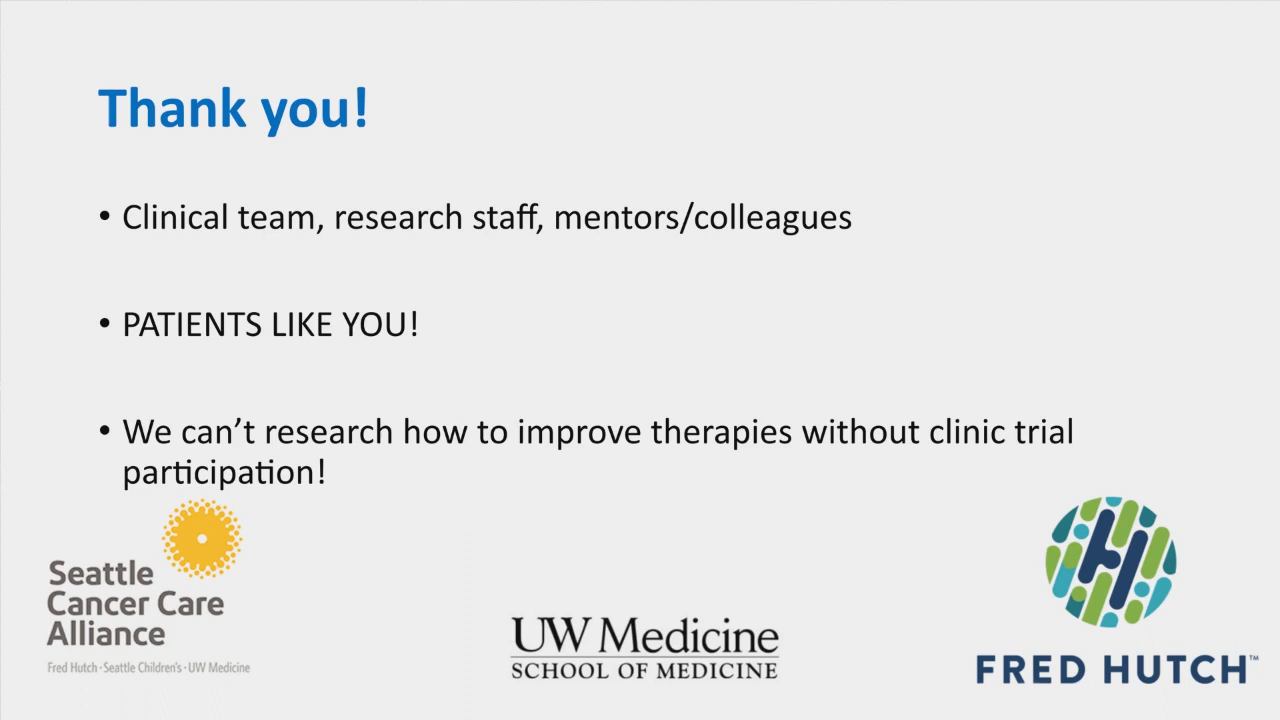 Thank you!
• Clinical team, research staff, mentors/colleagues
• PATIENTS LIKE YOU!
• We can't research how to improve therapies without clinic trial
participation!
Seattle
Cancer Care
Alliance
Fred Hutch · Seattle Children's · UW Medicine
UW Medicine
SCHOOL OF MEDICINE
FRED HUTCH™